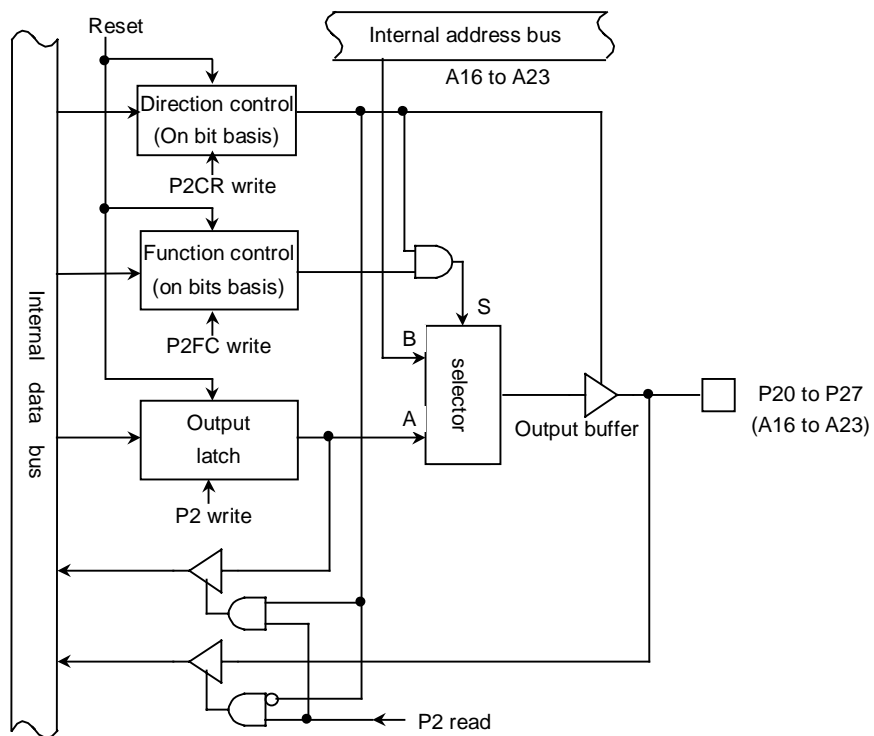 Reset
Internal address bus
A16 to A23
Direction control
(On bit basis)
P2CR write
Function control
(on bits basis)
P2FC write
Internal data bus
S
B
A
selector
Output
latch
P2 write
Output buffer
P20 to P27
(A16 to A23)
P2 read